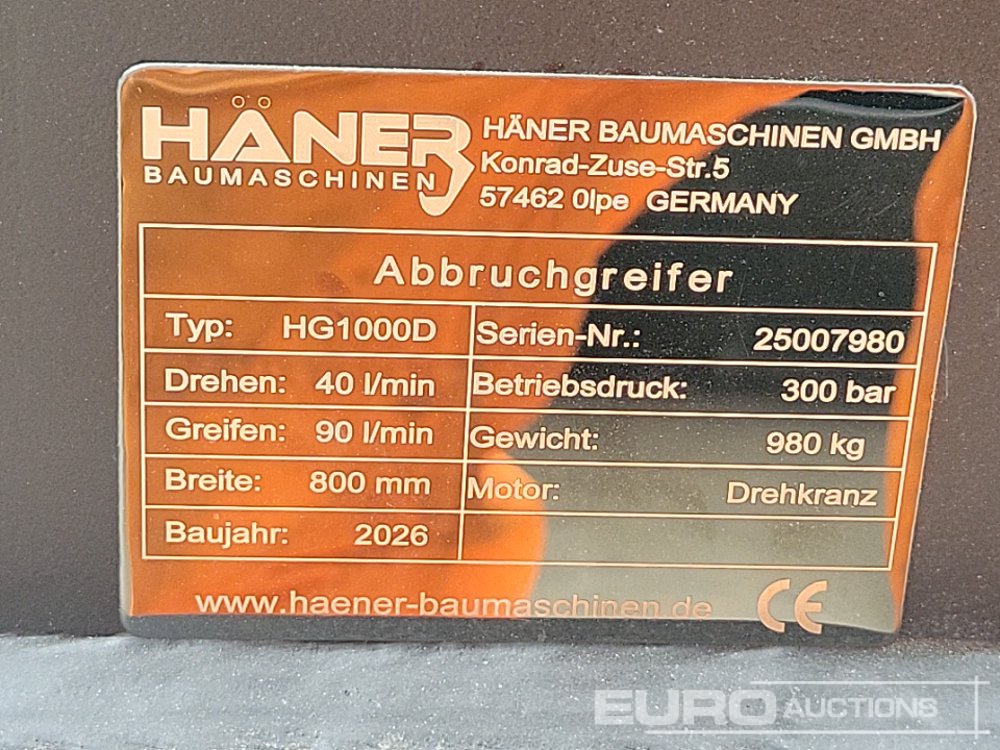 HÄNER
BAUMASCHINEN
HÄNER BAUMASCHINEN GMBH
Konrad-Zuse-Str.5
57462 Olpe GERMANY
Abbruchgreifer
Typ: HG1000D Serien-Nr.: 25007980
Drehen: 40 l/min Betriebsdruck: 300 bar
Greifen: 90 l/min Gewicht: 980 kg
Breite: 800 mm Motor: Drehkranz
Baujahr: 2026
www.haener-baumaschinen.de CE
EURO AUCTIONS